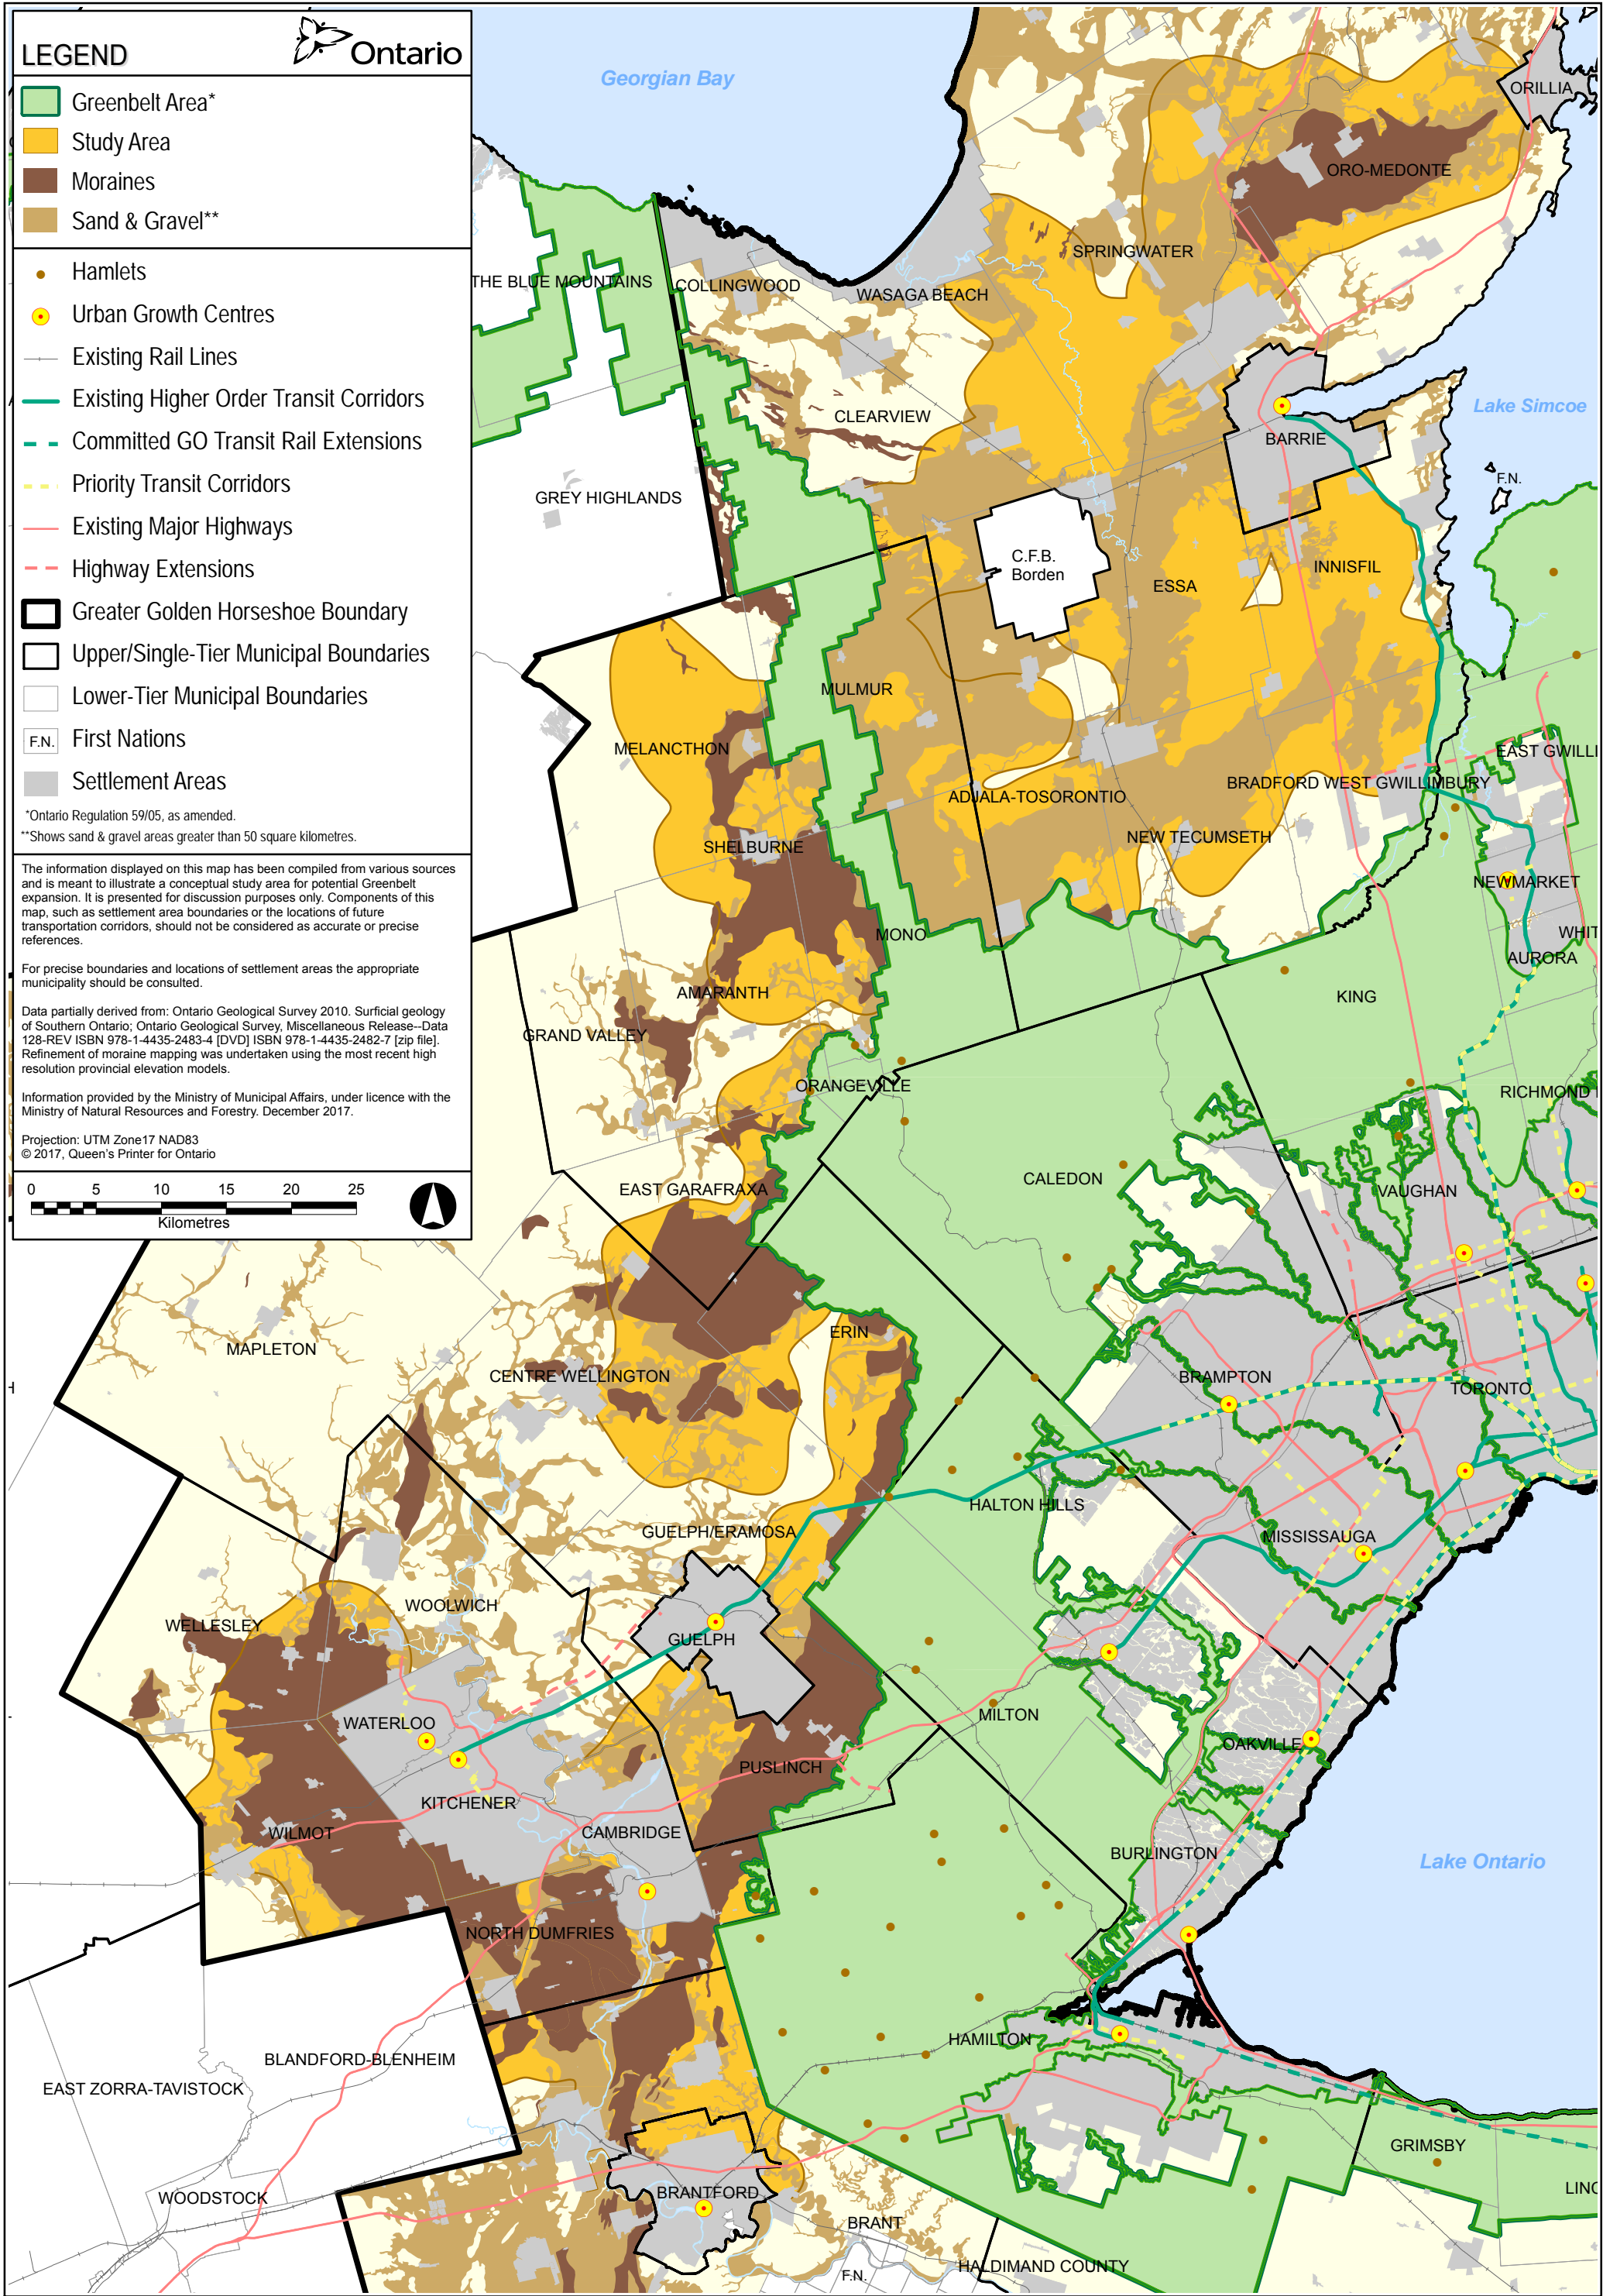 LEGEND
Ontario
Greenbelt Area*
Study Area
Moraines
Sand & Gravel**
Hamlets
Urban Growth Centres
Existing Rail Lines
Existing Higher Order Transit Corridors
Committed GO Transit Rail Extensions
Priority Transit Corridors
Existing Major Highways
Highway Extensions
Greater Golden Horseshoe Boundary
Upper/Single-Tier Municipal Boundaries
Lower-Tier Municipal Boundaries
F.N. First Nations
Settlement Areas
*Ontario Regulation 59/05, as amended.
**Shows sand & gravel areas greater than 50 square kilometres.
The information displayed on this map has been compiled from various sources
and is meant to illustrate a conceptual study area for potential Greenbelt
expansion. It is presented for discussion purposes only. Components of this
map, such as settlement area boundaries or the locations of future
transportation corridors, should not be considered as accurate or precise
references.
For precise boundaries and locations of settlement areas the appropriate
municipality should be consulted.
Data partially derived from: Ontario Geological Survey 2010. Surficial geology
of Southern Ontario; Ontario Geological Survey, Miscellaneous Release--Data
128-REV ISBN 978-1-4435-2483-4 [DVD] ISBN 978-1-4435-2482-7 [zip file].
Refinement of moraine mapping was undertaken using the most recent high
resolution provincial elevation models.
Information provided by the Ministry of Municipal Affairs, under licence with the
Ministry of Natural Resources and Forestry. December 2017.
Projection: UTM Zone17 NAD83
© 2017, Queen's Printer for Ontario
0 5 10 15 20 25
Kilometres
Georgian Bay
ORILLIA
ORO-MEDONTE
SPRINGWATER
THE BLUE MOUNTAINS
COLLINGWOOD
WASAGA BEACH
Lake Simcoe
CLEARVIEW
BARRIE
F.N.
GREY HIGHLANDS
C.F.B.
Borden
INNISFIL
ESSA
MULMUR
MELANCTHON
EAST GWILLI
BRADFORD WEST GWILLIMBURY
ADJALA-TOSORONTIO
NEW TECUMSETH
SHELBURNE
NEWMARKET
MONO
WHIT
AURORA
AMARANTH
KING
GRAND VALLEY
ORANGEVILLE
RICHMOND
CALEDON
EAST GARAFRAXA
VAUGHAN
ERIN
MAPLETON
CENTRE WELLINGTON
BRAMPTON
TORONTO
HALTON HILLS
GUELPH/ERAMOSA
MISSISSAUGA
WOOLWICH
WELLESLEY
GUELPH
MILTON
WATERLOO
OAKVILLE
PUSLINCH
KITCHENER
CAMBRIDGE
WILMOT
BURLINGTON
Lake Ontario
NORTH DUMFRIES
HAMILTON
BLANDFORD-BLENHEIM
EAST ZORRA-TAVISTOCK
GRIMSBY
LINC
WOODSTOCK
BRANTFORD
BRANT
HALDIMAND COUNTY
F.N.